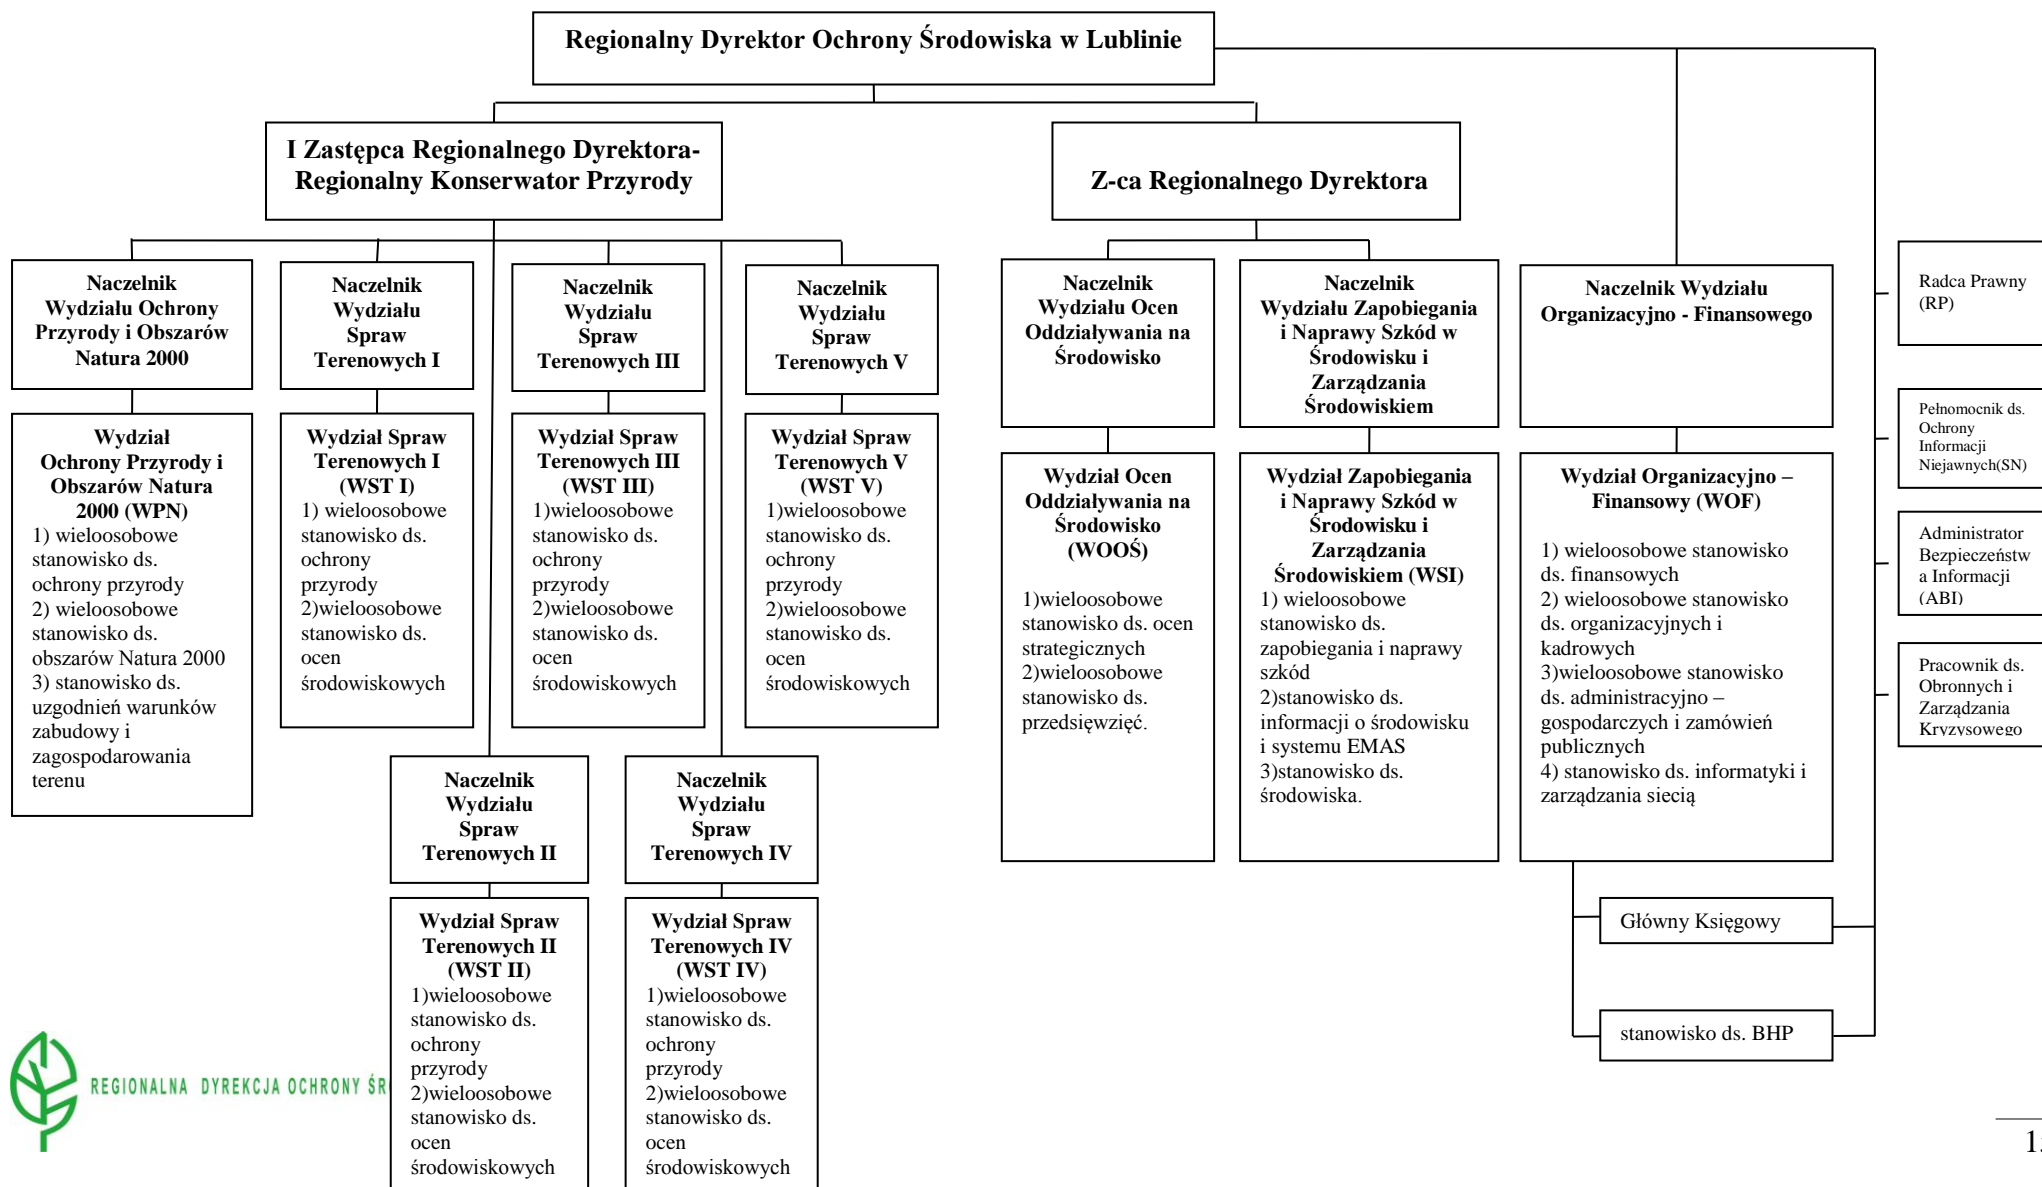 Regionalny Dyrektor Ochrony Środowiska w Lublinie
I Zastępca Regionalnego Dyrektora-
Regionalny Konserwator Przyrody
Z-ca Regionalnego Dyrektora
Naczelnik
Wydziału Ochrony
Przyrody i Obszarów
Natura 2000
Naczelnik
Wydziału
Spraw
Terenowych I
Naczelnik
Wydziału
Spraw
Terenowych III
Naczelnik
Wydziału
Spraw
Terenowych V
Naczelnik
Wydziału Ocen
Oddziaływania na
Środowisko
Naczelnik
Wydziału Zapobiegania
i Naprawy Szkód w
Środowisku i
Zarządzania
Środowiskiem
Naczelnik Wydziału
Organizacyjno - Finansowego
Radca Prawny
(RP)
Pełnomocnik ds.
Ochrony
Informacji
Niejawnych(SN)
Administrator
Bezpieczeństw
a Informacji
(ABI)
Pracownik ds.
Obronnych i
Zarządzania
Kryzysowego
Wydział
Ochrony Przyrody i
Obszarów Natura
2000 (WPN)
1) wieloosobowe
stanowisko ds.
ochrony przyrody
2) wieloosobowe
stanowisko ds.
obszarów Natura 2000
3) stanowisko ds.
uzgodnień warunków
zabudowy i
zagospodarowania
terenu
Wydział Spraw
Terenowych I
(WST I)
1) wieloosobowe
stanowisko ds.
ochrony
przyrody
2)wieloosobowe
stanowisko ds.
ocen
środowiskowych
Wydział Spraw
Terenowych III
(WST III)
1)wieloosobowe
stanowisko ds.
ochrony
przyrody
2)wieloosobowe
stanowisko ds.
ocen
środowiskowych
Wydział Spraw
Terenowych V
(WST V)
1)wieloosobowe
stanowisko ds.
ochrony
przyrody
2)wieloosobowe
stanowisko ds.
ocen
środowiskowych
Wydział Ocen
Oddziaływania na
Środowisko
(WOOŚ)
1)wieloosobowe
stanowisko ds. ocen
strategicznych
2)wieloosobowe
stanowisko ds.
przedsięwzięć.
Wydział Zapobiegania
i Naprawy Szkód w
Środowisku i
Zarządzania
Środowiskiem (WSI)
1) wieloosobowe
stanowisko ds.
zapobiegania i naprawy
szkód
2)stanowisko ds.
informacji o środowisku
i systemu EMAS
3)stanowisko ds.
środowiska.
Wydział Organizacyjno –
Finansowy (WOF)
1) wieloosobowe stanowisko
ds. finansowych
2) wieloosobowe stanowisko
ds. organizacyjnych i
kadrowych
3)wieloosobowe stanowisko
ds. administracyjno –
gospodarczych i zamówień
publicznych
4) stanowisko ds. informatyki i
zarządzania siecią
Naczelnik
Wydziału
Spraw
Terenowych II
Naczelnik
Wydziału
Spraw
Terenowych IV
Wydział Spraw
Terenowych II
(WST II)
1)wieloosobowe
stanowisko ds.
ochrony
przyrody
2)wieloosobowe
stanowisko ds.
ocen
środowiskowych
Wydział Spraw
Terenowych IV
(WST IV)
1)wieloosobowe
stanowisko ds.
ochrony
przyrody
2)wieloosobowe
stanowisko ds.
ocen
środowiskowych
Główny Księgowy
stanowisko ds. BHP
REGIONALNA DYREKCJA OCHRONY ŚR